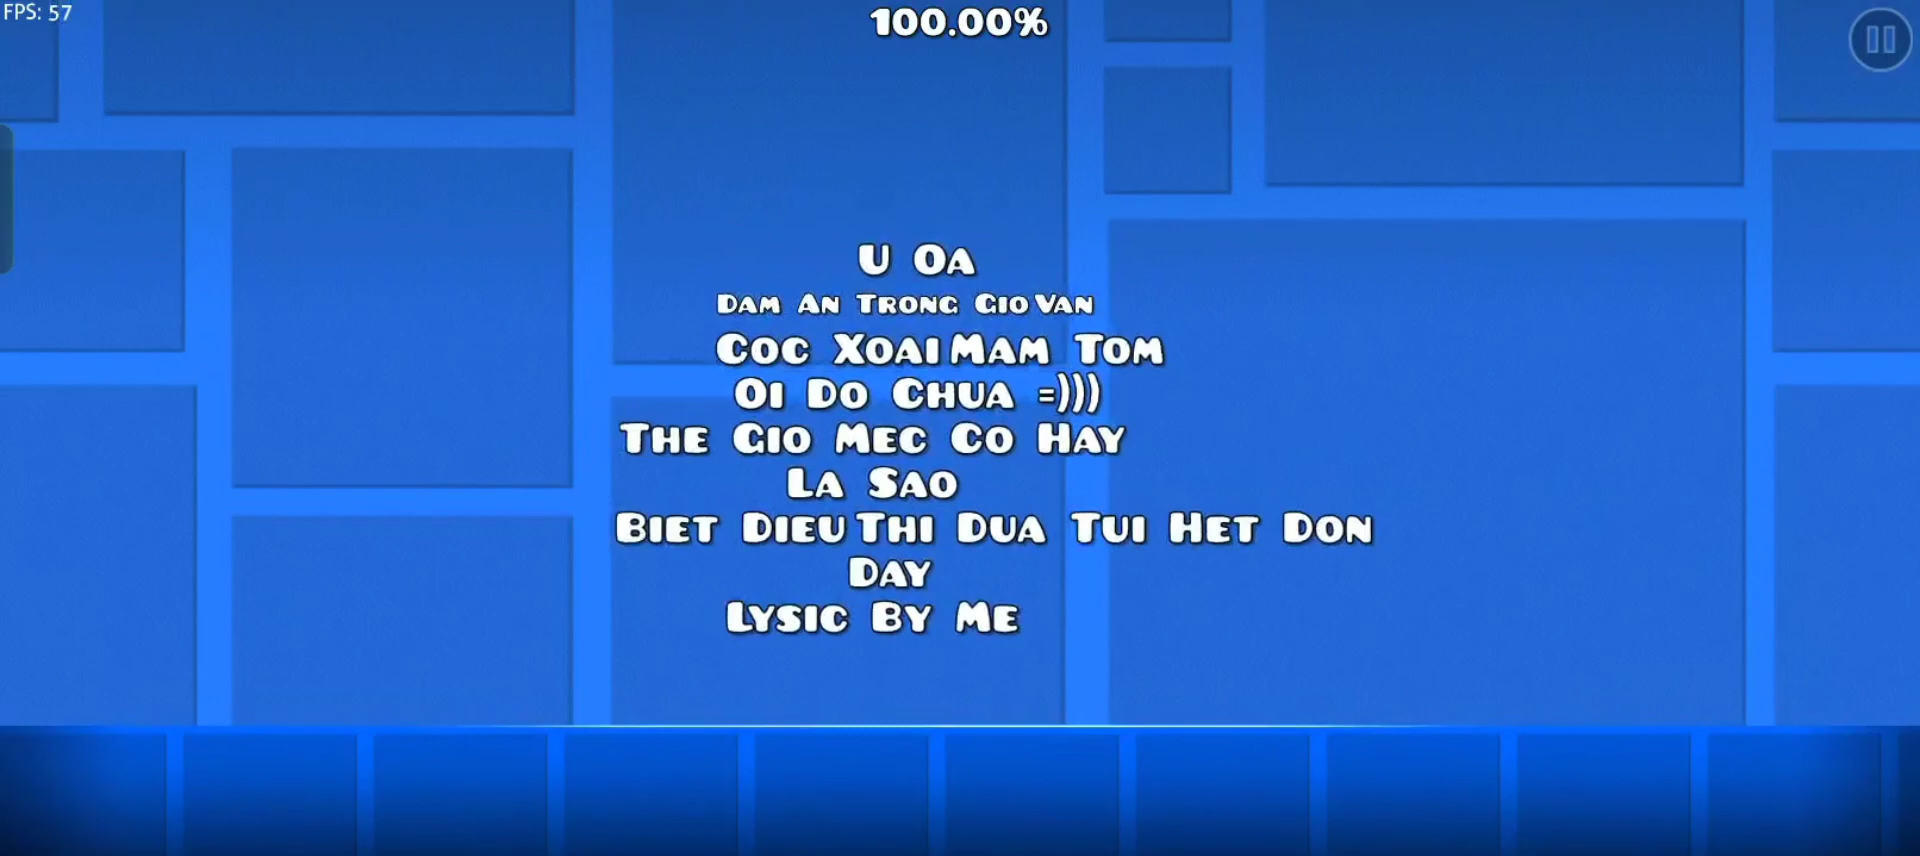 FPS: 57
100.00%
U Oa
Dam An Trong Gio Van
Coc Xoai Mam Tom
Oi Do Chua =)))
The Gio Mec Co Hay
La Sao
Biet Dieu Thi Dua Tui Het Don
Day
Lysic By Me